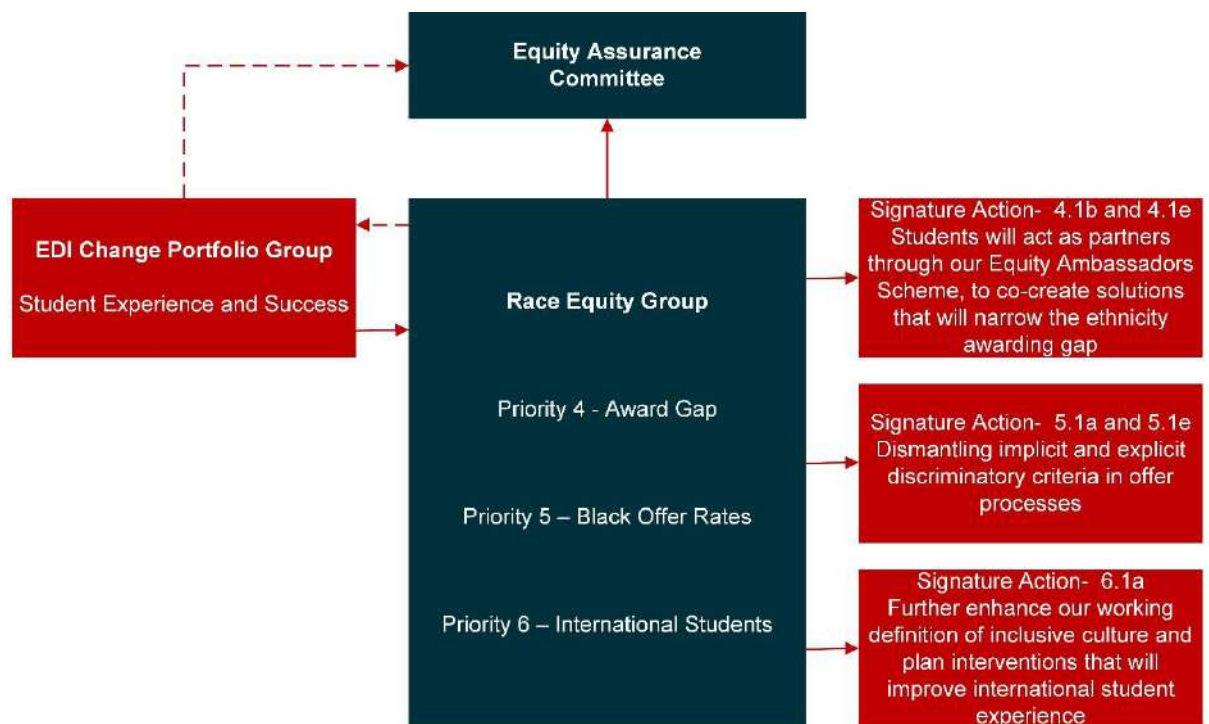 Equity Assurance
Committee
EDI Change Portfolio Group
Student Experience and Success
Race Equity Group
Priority 4 - Award Gap
Priority 5 – Black Offer Rates
Priority 6 – International Students
Signature Action- 4.1b and 4.1e
Students will act as partners
through our Equity Ambassadors
Scheme, to co-create solutions
that will narrow the ethnicity
awarding gap
Signature Action- 5.1a and 5.1e
Dismantling implicit and explicit
discriminatory criteria in offer
processes
Signature Action- 6.1a
Further enhance our working
definition of inclusive culture and
plan interventions that will
improve international student
experience